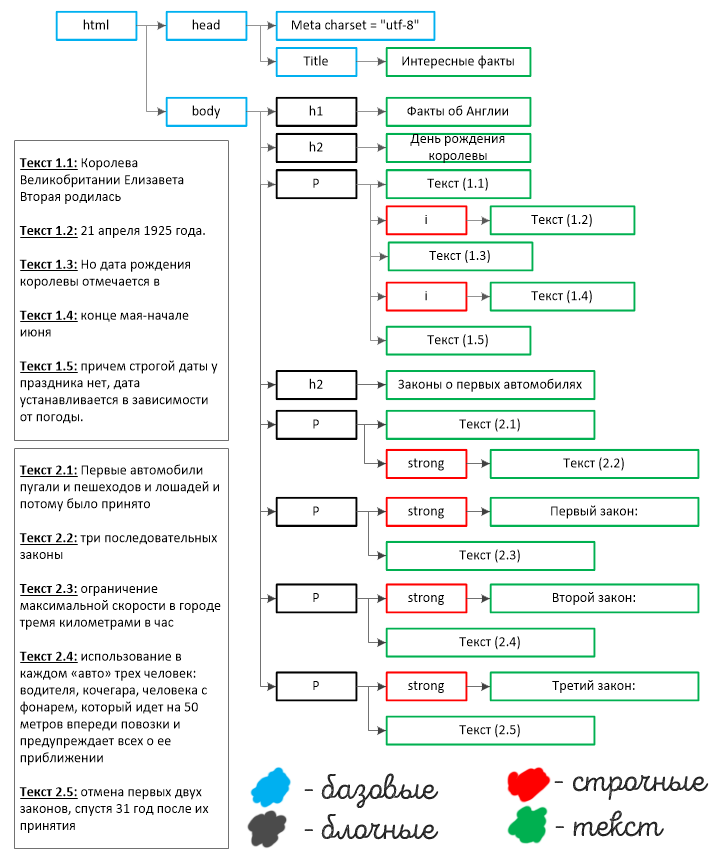 html
head
Meta charset = "utf-8"
Title
Интересные факты
body
h1
Факты об Англии
h2
День рождения
королевы
P
Текст (1.1)
i
Текст (1.2)
Текст (1.3)
i
Текст (1.4)
Текст (1.5)
h2
Законы о первых автомобилях
P
Текст (2.1)
strong
Текст (2.2)
P
strong
Первый закон:
Текст (2.3)
P
strong
Второй закон:
Текст (2.4)
P
strong
Третий закон:
Текст (2.5)
Текст 1.1: Королева
Великобритании Елизавета
Вторая родилась
Текст 1.2: 21 апреля 1925 года.
Текст 1.3: Но дата рождения
королевы отмечается в
Текст 1.4: конце мая-начале
июня
Текст 1.5: причем строгой даты у
праздника нет, дата
устанавливается в зависимости
от погоды.
Текст 2.1: Первые автомобили
пугали и пешеходов и лошадей и
потому было принято
Текст 2.2: три последовательных
законы
Текст 2.3: ограничение
максимальной скорости в городе
тремя километрами в час
Текст 2.4: использование в
каждом «авто» трех человек:
водителя, кочегара, человека с
фонарем, который идет на 50
метров впереди повозки и
предупреждает всех о ее
приближении
Текст 2.5: отмена первых двух
законов, спустя 31 год после их
принятия
- базовые
- блочные
- строчные
- текст